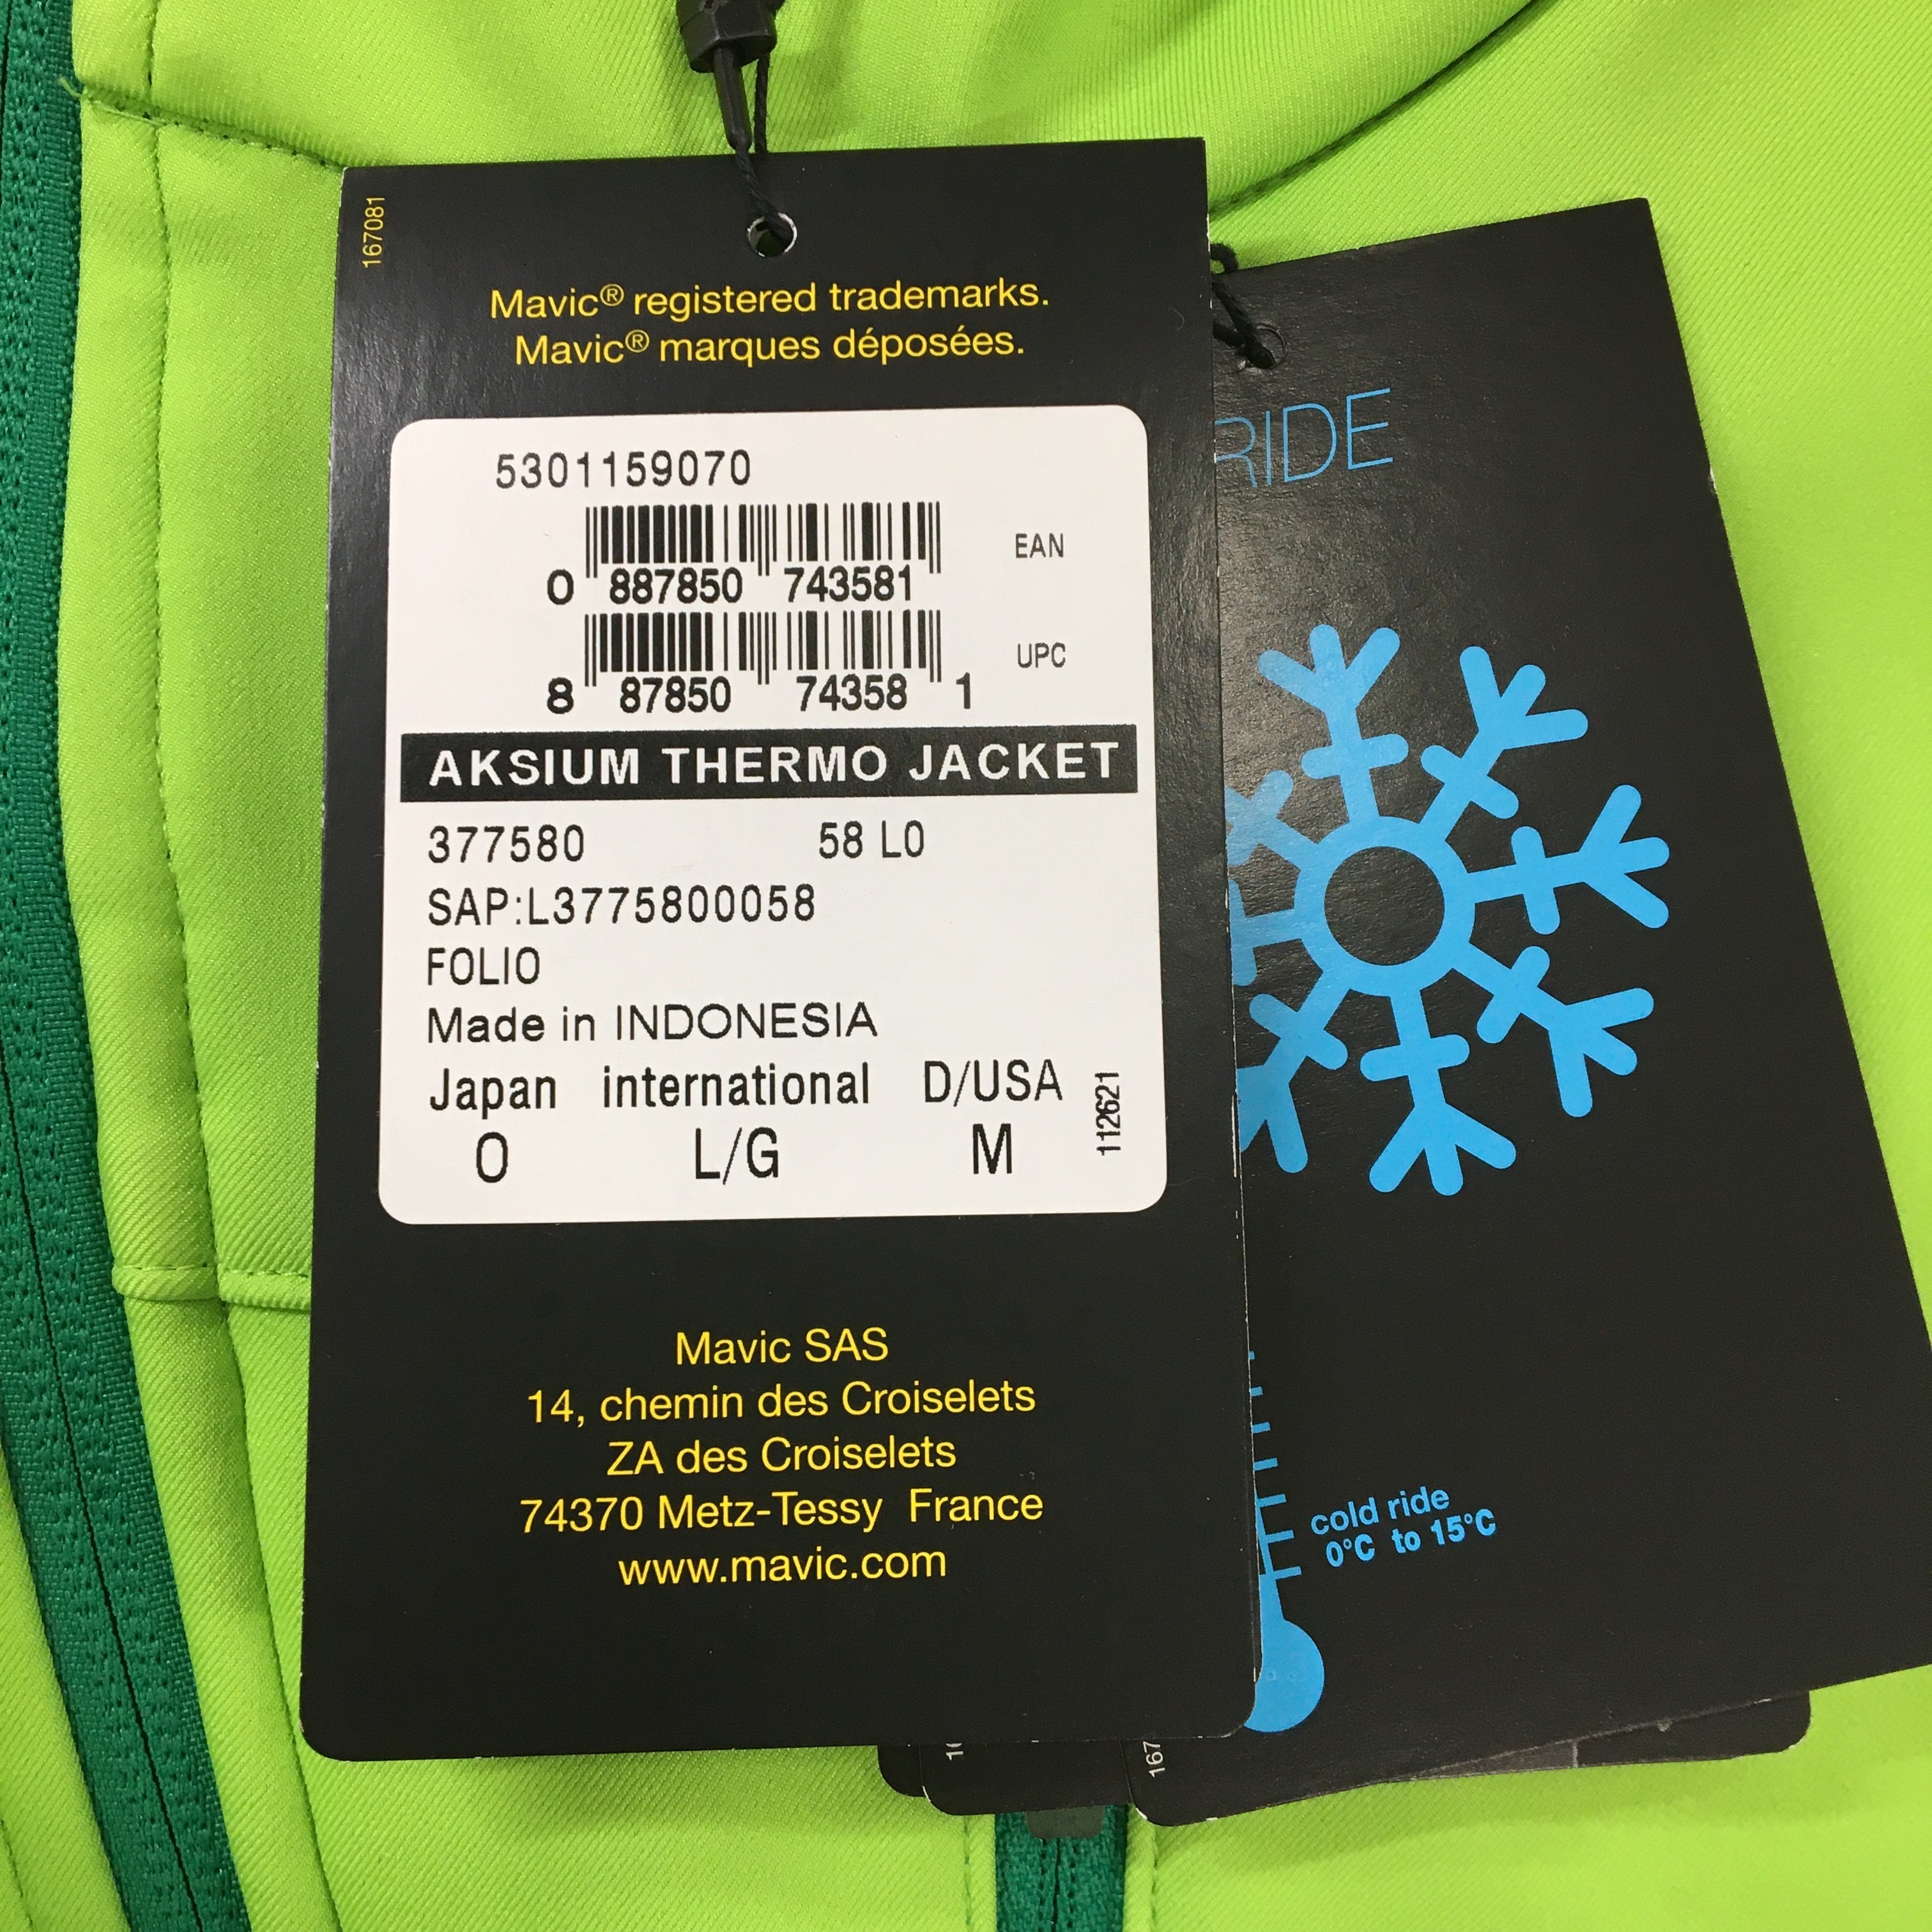 167081
Mavic® registered trademarks.
Mavic® marques déposées.
5301159070
EAN
0 887850 743581
UPC
8 87850 74358 1
AKSIUM THERMO JACKET
377580 58 L0
SAP:L3775800058
FOLIO
Made in INDONESIA
Japan international D/USA
O L/G M
112621
Mavic SAS
14, chemin des Croiselets
ZA des Croiselets
74370 Metz-Tessy France
www.mavic.com
RIDE
cold ride
0°C to 15°C
167